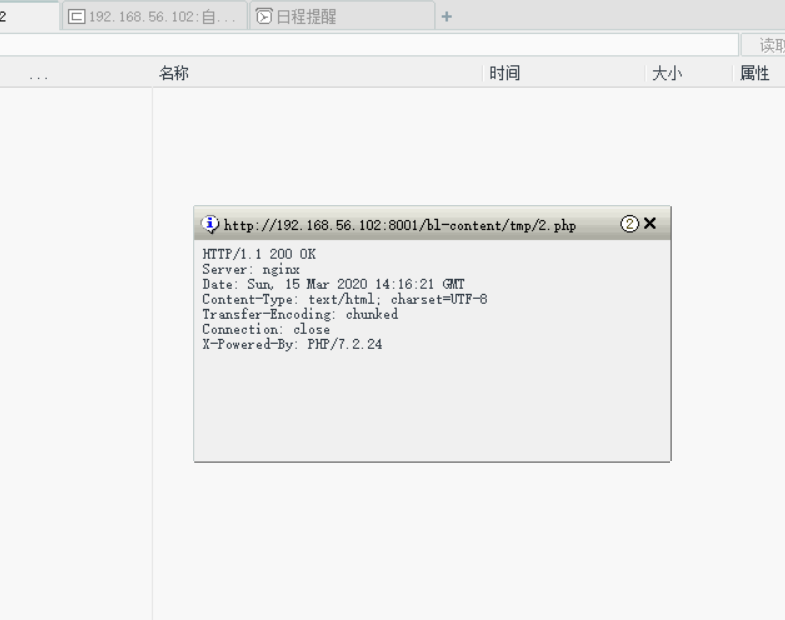 2
192.168.56.102:自...
日程提醒
+
读取
...
名称
时间
大小
属性
http://192.168.56.102:8001/bl-content/tmp/2.php
2
HTTP/1.1 200 OK
Server: nginx
Date: Sun, 15 Mar 2020 14:16:21 GMT
Content-Type: text/html; charset=UTF-8
Transfer-Encoding: chunked
Connection: close
X-Powered-By: PHP/7.2.24